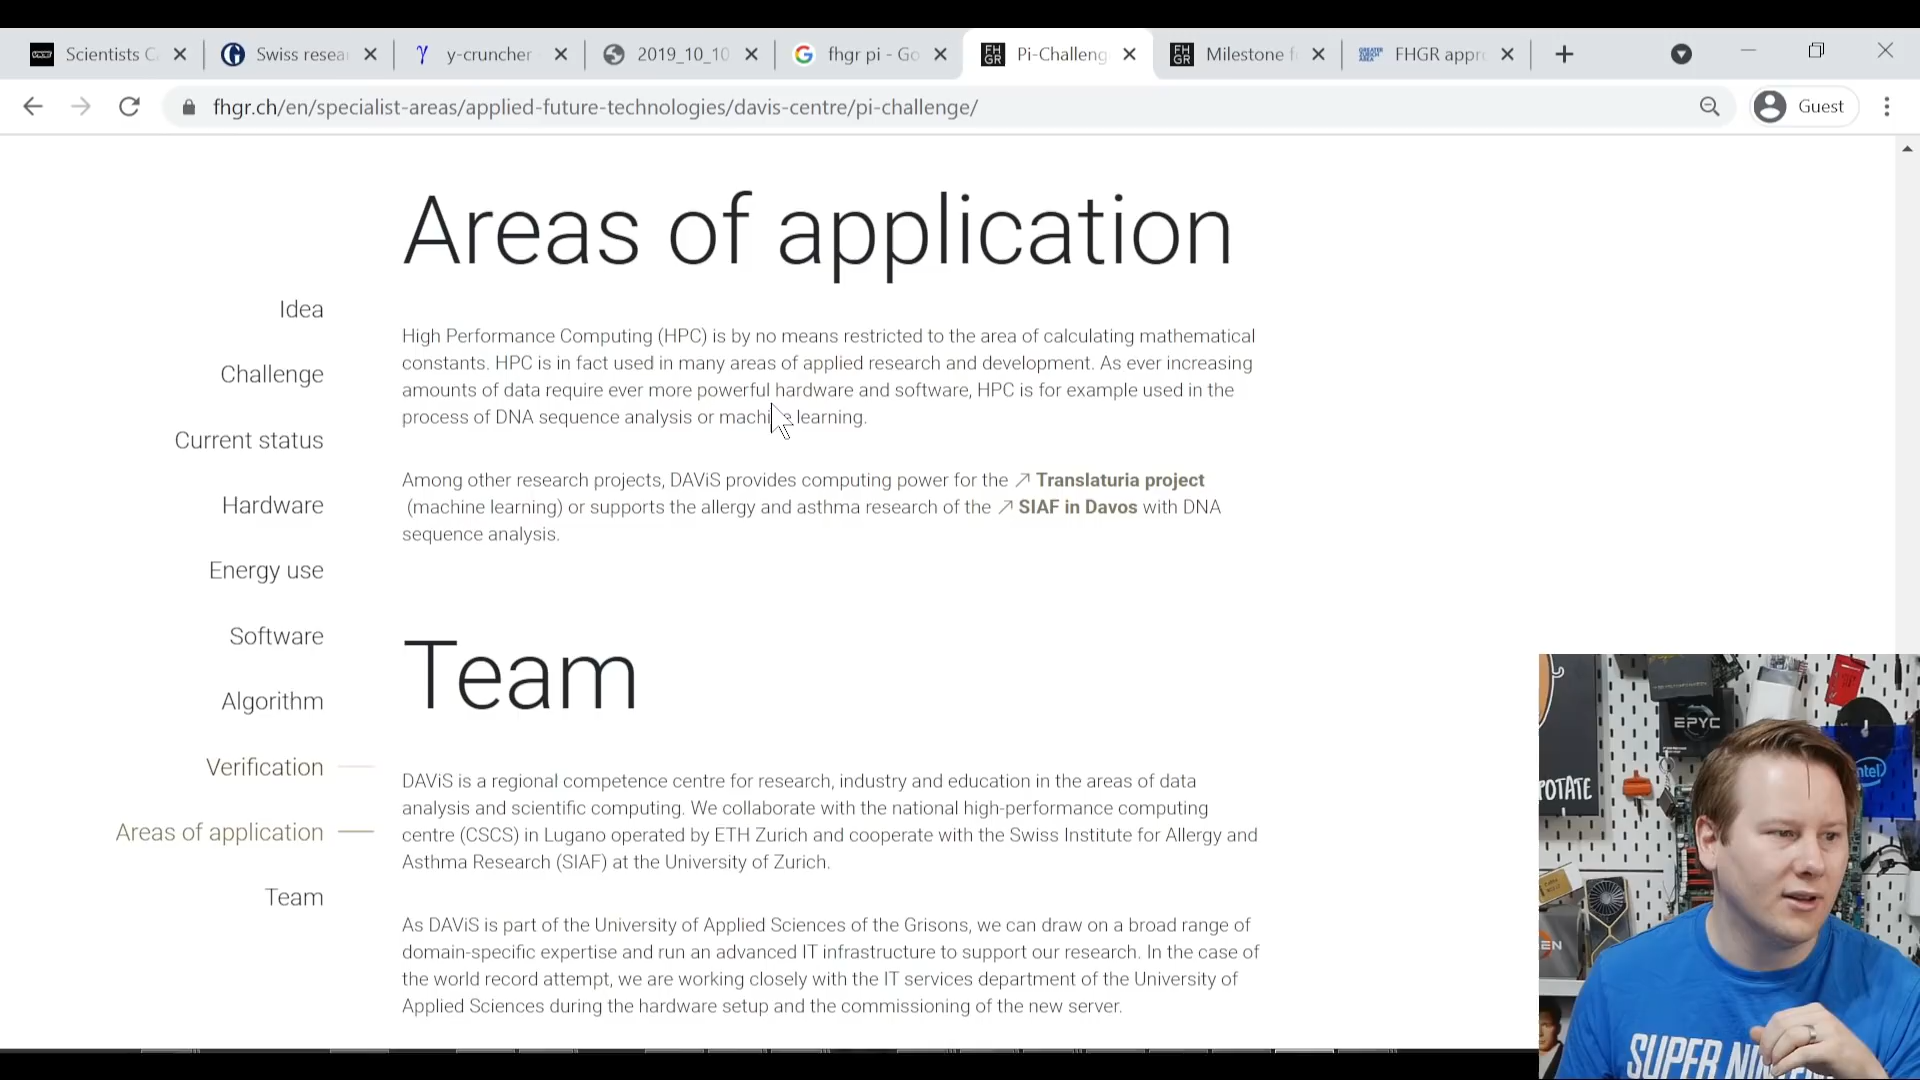 Scientists C
Swiss resear
y-cruncher
2019_10_10
fhgr pi - Go
Pi-Challeng
Milestone f
FHGR appr
fhgr.ch/en/specialist-areas/applied-future-technologies/davis-centre/pi-challenge/
Guest
Areas of application
Idea
Challenge
Current status
Hardware
Energy use
Software
Algorithm
Verification
Areas of application
Team
High Performance Computing (HPC) is by no means restricted to the area of calculating mathematical
constants. HPC is in fact used in many areas of applied research and development. As ever increasing
amounts of data require ever more powerful hardware and software, HPC is for example used in the
process of DNA sequence analysis or machine learning.
Among other research projects, DAViS provides computing power for the ↗ Translaturia project
(machine learning) or supports the allergy and asthma research of the ↗ SIAF in Davos with DNA
sequence analysis.
Team
DAViS is a regional competence centre for research, industry and education in the areas of data
analysis and scientific computing. We collaborate with the national high-performance computing
centre (CSCS) in Lugano operated by ETH Zurich and cooperate with the Swiss Institute for Allergy and
Asthma Research (SIAF) at the University of Zurich.
As DAViS is part of the University of Applied Sciences of the Grisons, we can draw on a broad range of
domain-specific expertise and run an advanced IT infrastructure to support our research. In the case of
the world record attempt, we are working closely with the IT services department of the University of
Applied Sciences during the hardware setup and the commissioning of the new server.
EPYC
intel
POTATE
EN
SUPER NIN